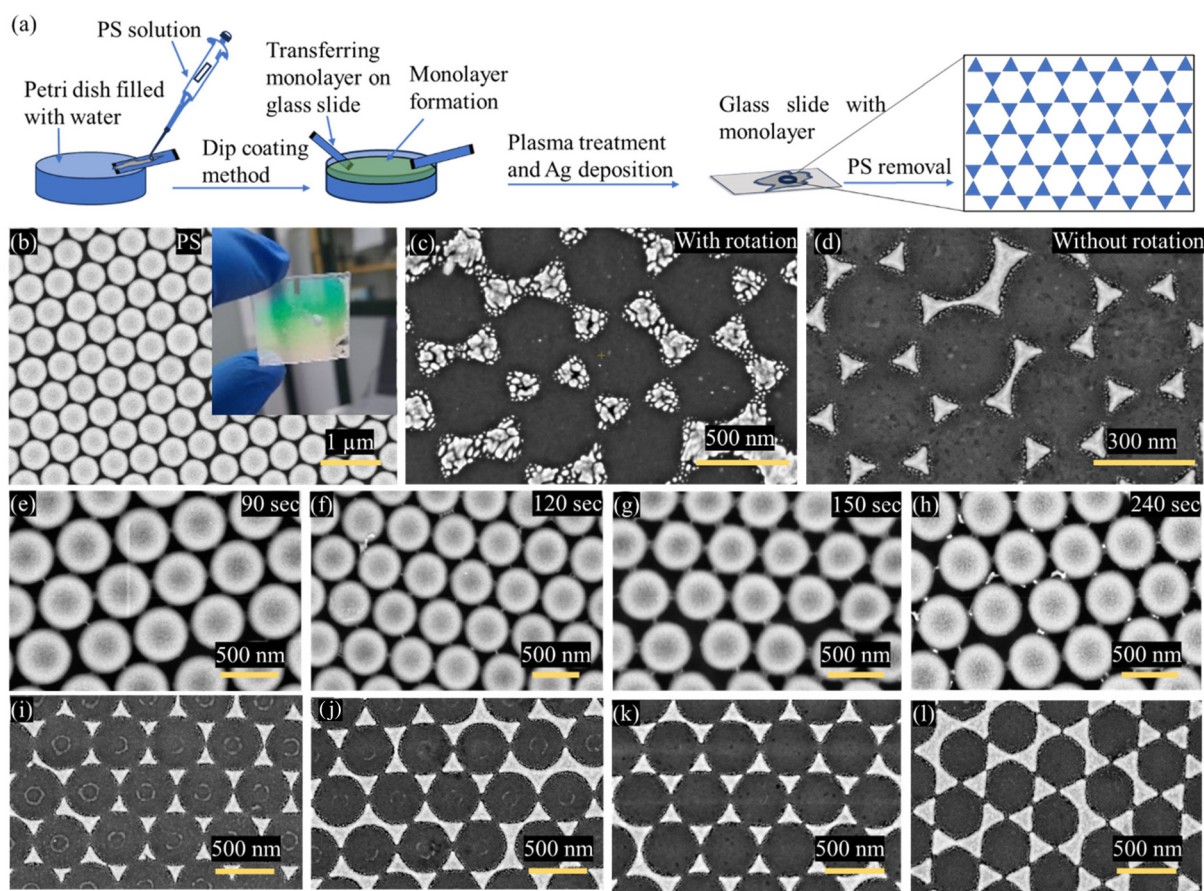 (a)
PS solution
Petri dish filled
with water
Dip coating
method
Transferring
monolayer on
glass slide
Monolayer
formation
Plasma treatment
and Ag deposition
Glass slide with
monolayer
PS removal
(b)
PS
1 µm
(c)
With rotation
500 nm
(d)
Without rotation
300 nm
(e)
90 sec
500 nm
(f)
120 sec
500 nm
(g)
150 sec
500 nm
(h)
240 sec
500 nm
(i)
500 nm
(j)
500 nm
(k)
500 nm
(l)
500 nm